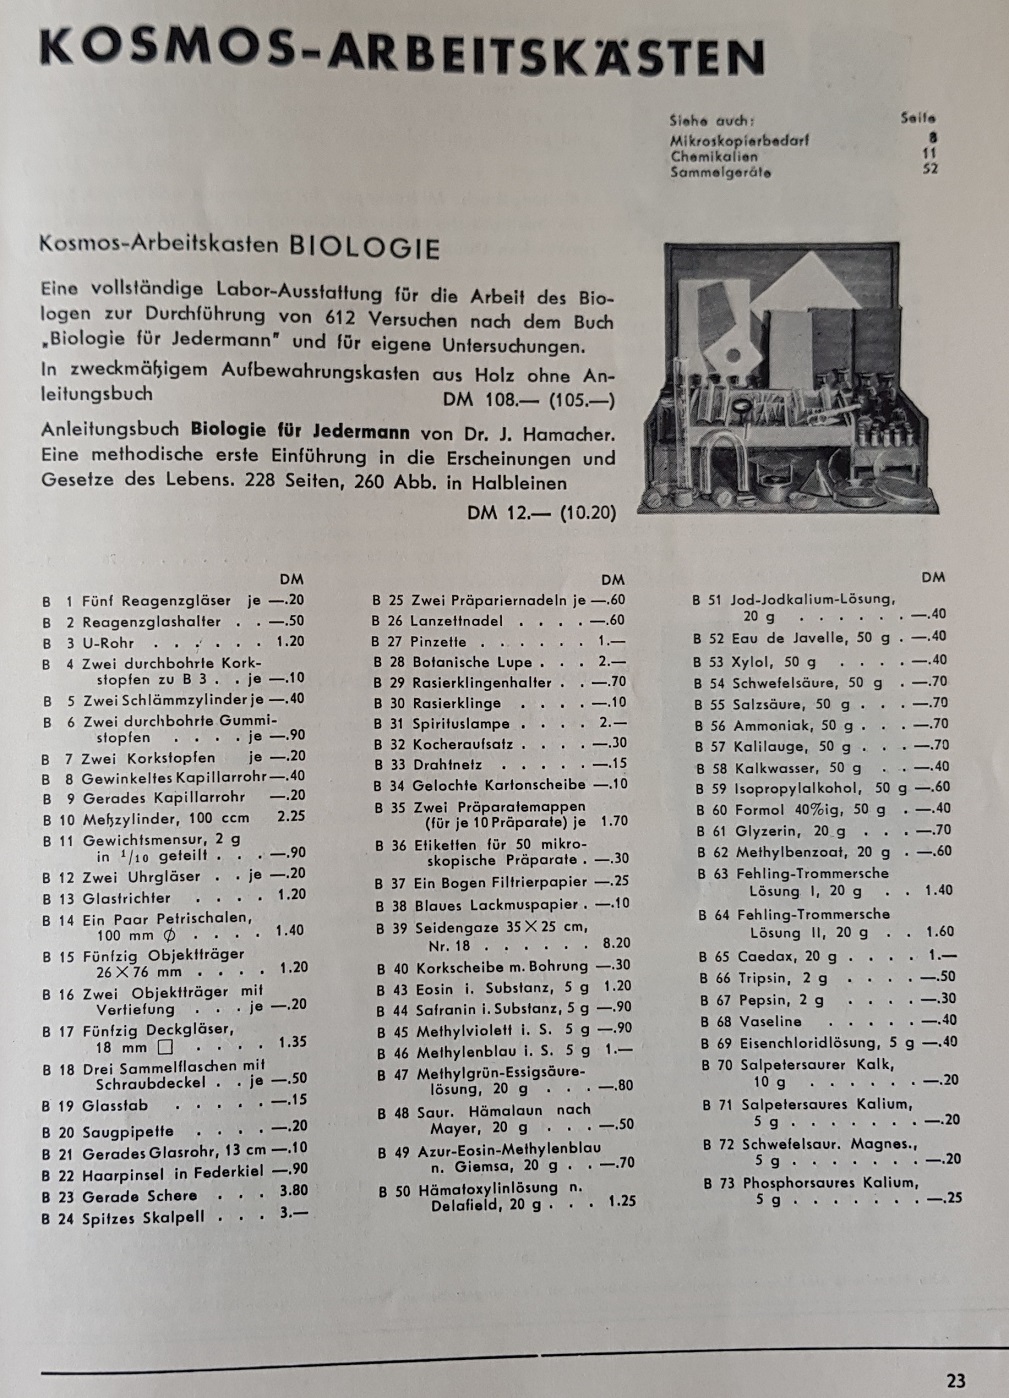 KOSMOS-ARBEITSKÄSTEN
Siehe auch: Seite
Mikroskopierbedarf 8
Chemikalien 11
Sammelgeräte 52
Kosmos-Arbeitskasten BIOLOGIE
Eine vollständige Labor-Ausstattung für die Arbeit des Bio-
logen zur Durchführung von 612 Versuchen nach dem Buch
„Biologie für Jedermann" und für eigene Untersuchungen.
In zweckmäßigem Aufbewahrungskasten aus Holz ohne An-
leitungsbuch DM 108.— (105.—)
Anleitungsbuch Biologie für Jedermann von Dr. J. Hamacher.
Eine methodische erste Einführung in die Erscheinungen und
Gesetze des Lebens. 228 Seiten, 260 Abb. in Halbleinen
DM 12.— (10.20)
DM
B 1 Fünf Reagenzgläser je —.20
B 2 Reagenzglashalter . . —.50
B 3 U-Rohr . . . . . . 1.20
B 4 Zwei durchbohrte Kork-
stopfen zu B 3 . . je —.10
B 5 Zwei Schlämmzylinder je —.40
B 6 Zwei durchbohrte Gummi-
stopfen . . . . je —.90
B 7 Zwei Korkstopfen je —.20
B 8 Gewinkeltes Kapillarrohr —.40
B 9 Gerades Kapillarrohr —.20
B 10 Meßzylinder, 100 ccm 2.25
B 11 Gewichtsmensur, 2 g
in 1/10 geteilt . . . —.90
B 12 Zwei Uhrgläser . . je —.20
B 13 Glastrichter . . . . 1.20
B 14 Ein Paar Petrischalen,
100 mm ∅ . . . . 1.40
B 15 Fünfzig Objektträger
26×76 mm . . . . 1.20
B 16 Zwei Objektträger mit
Vertiefung . . . je —.20
B 17 Fünfzig Deckgläser,
18 mm □ . . . . 1.35
B 18 Drei Sammelflaschen mit
Schraubdeckel . . je —.50
B 19 Glasstab . . . . . —.15
B 20 Saugpipette . . . . —.20
B 21 Gerades Glasrohr, 13 cm —.10
B 22 Haarpinsel in Federkiel —.90
B 23 Gerade Schere . . . 3.80
B 24 Spitzes Skalpell . . . 3.—
DM
B 25 Zwei Präpariernadeln je —.60
B 26 Lanzettnadel . . . . —.60
B 27 Pinzette . . . . . . 1.—
B 28 Botanische Lupe . . . 2.—
B 29 Rasierklingenhalter . . —.70
B 30 Rasierklinge . . . . —.10
B 31 Spirituslampe . . . . 2.—
B 32 Kocheraufsatz . . . . —.30
B 33 Drahtnetz . . . . . —.15
B 34 Gelochte Kartonscheibe —.10
B 35 Zwei Präparatemappen
(für je 10 Präparate) je 1.70
B 36 Etiketten für 50 mikro-
skopische Präparate . —.30
B 37 Ein Bogen Filtrierpapier —.25
B 38 Blaues Lackmuspapier . —.10
B 39 Seidengaze 35×25 cm,
Nr. 18 . . . . . . 8.20
B 40 Korkscheibe m. Bohrung —.30
B 43 Eosin i. Substanz, 5 g 1.20
B 44 Safranin i. Substanz, 5 g —.90
B 45 Methylviolett i. S. 5 g —.90
B 46 Methylenblau i. S. 5 g 1.—
B 47 Methylgrün-Essigsäure-
lösung, 20 g . . . —.80
B 48 Saur. Hämalaun nach
Mayer, 20 g . . . —.50
B 49 Azur-Eosin-Methylenblau
n. Giemsa, 20 g . . —.70
B 50 Hämatoxylinlösung n.
Delafield, 20 g . . . 1.25
DM
B 51 Jod-Jodkalium-Lösung,
20 g . . . . . . —.40
B 52 Eau de Javelle, 50 g . —.40
B 53 Xylol, 50 g . . . . —.40
B 54 Schwefelsäure, 50 g . —.70
B 55 Salzsäure, 50 g . . . —.70
B 56 Ammoniak, 50 g . . . —.70
B 57 Kalilauge, 50 g . . . —.70
B 58 Kalkwasser, 50 g . . —.40
B 59 Isopropylalkohol, 50 g —.60
B 60 Formol 40%ig, 50 g . —.40
B 61 Glyzerin, 20 g . . . —.70
B 62 Methylbenzoat, 20 g . —.60
B 63 Fehling-Trommersche
Lösung I, 20 g . . 1.40
B 64 Fehling-Trommersche
Lösung II, 20 g . . 1.60
B 65 Caedax, 20 g . . . . 1.—
B 66 Tripsin, 2 g . . . . —.50
B 67 Pepsin, 2 g . . . . —.30
B 68 Vaseline . . . . . —.40
B 69 Eisenchloridlösung, 5 g —.40
B 70 Salpetersaurer Kalk,
10 g . . . . . . —.20
B 71 Salpetersaures Kalium,
5 g . . . . . . . —.20
B 72 Schwefelsaur. Magnes.,
5 g . . . . . . . —.20
B 73 Phosphorsaures Kalium,
5 g . . . . . . . —.25
23